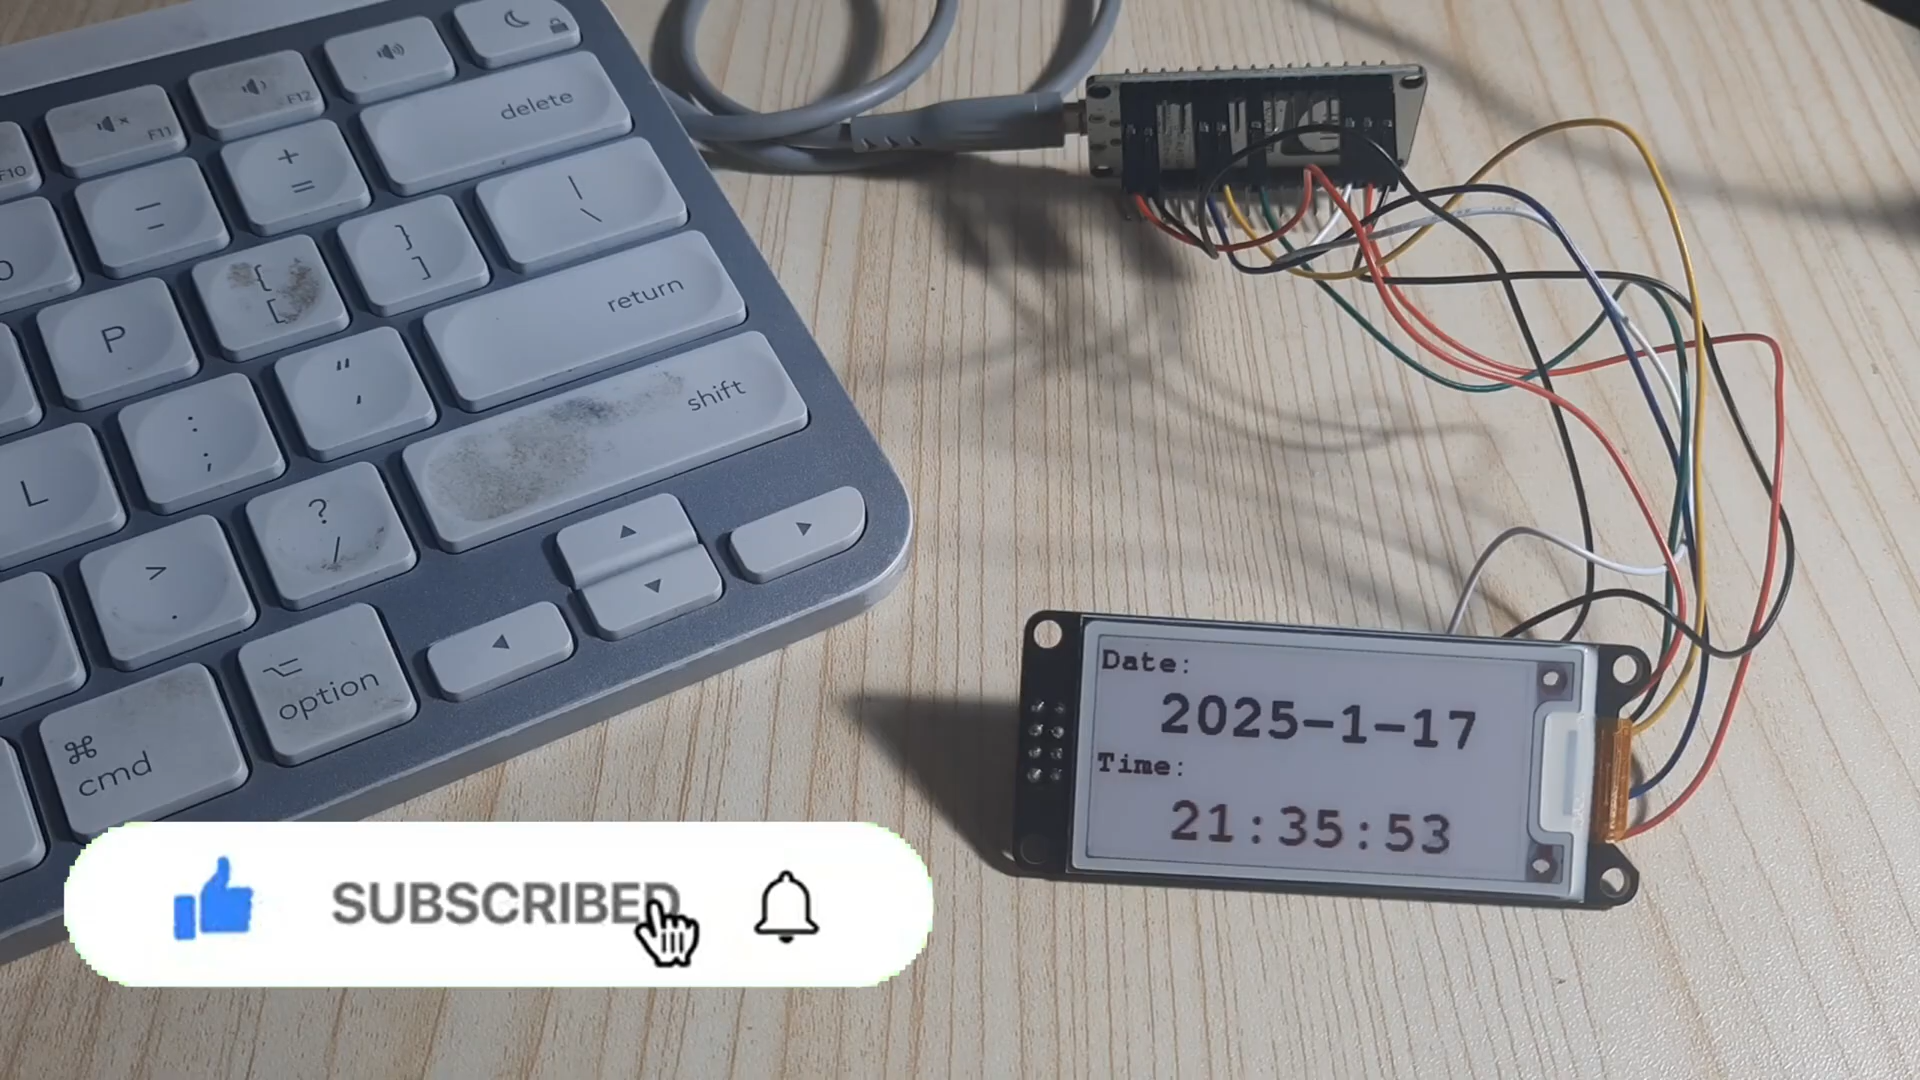 F10
F11
F12
delete
+
=
—
–
|
\
{
[
}
]
return
P
"
,
:
;
shift
L
?
/
>
.
option
⌘
cmd
Date:
2025-1-17
Time:
21:35:53
SUBSCRIBED